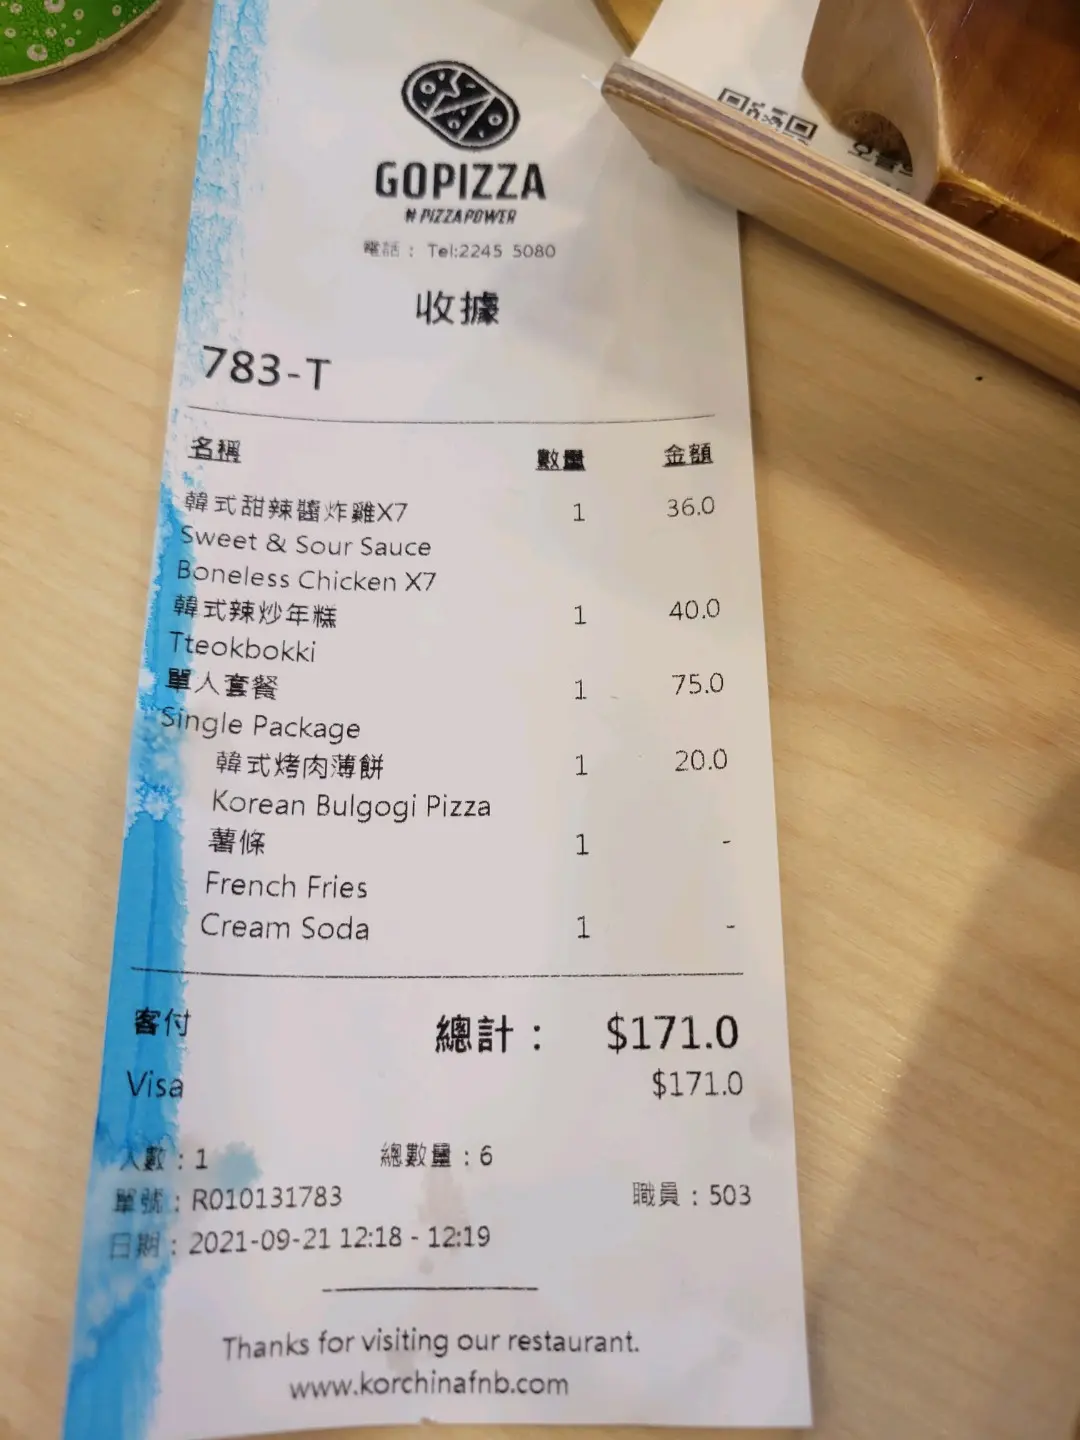 GOPIZZA
# PIZZAPOWER
電話： Tel:2245 5080
收據
783-T
名稱 數量 金額
韓式甜辣醬炸雞X7 1 36.0
Sweet & Sour Sauce
Boneless Chicken X7
韓式辣炒年糕 1 40.0
Tteokbokki
單人套餐 1 75.0
Single Package
韓式烤肉薄餅 1 20.0
Korean Bulgogi Pizza
薯條 1 -
French Fries
Cream Soda 1 -
客付 總計： $171.0
Visa $171.0
人數：1 總數量：6
單號：R010131783 職員：503
日期：2021-09-21 12:18 - 12:19
Thanks for visiting our restaurant.
www.korchinafnb.com